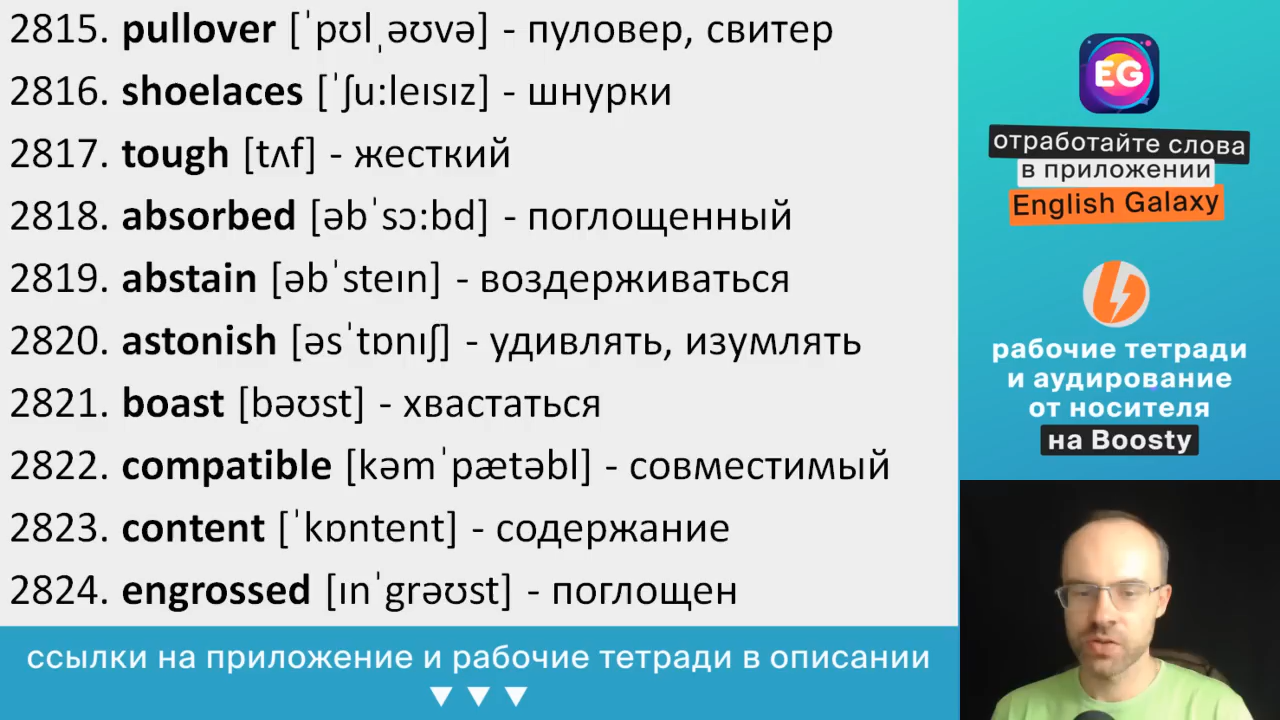 2815. pullover [ˈpʊlˌəʊvə] - пуловер, свитер
2816. shoelaces [ˈʃu:leɪsɪz] - шнурки
2817. tough [tʌf] - жесткий
2818. absorbed [əbˈsɔ:bd] - поглощенный
2819. abstain [əbˈsteɪn] - воздерживаться
2820. astonish [əsˈtɒnɪʃ] - удивлять, изумлять
2821. boast [bəʊst] - хвастаться
2822. compatible [kəmˈpætəbl] - совместимый
2823. content [ˈkɒntent] - содержание
2824. engrossed [ɪnˈgrəʊst] - поглощен
ссылки на приложение и рабочие тетради в описании
EG
отработайте слова
в приложении
English Galaxy
рабочие тетради
и аудирование
от носителя
на Boosty